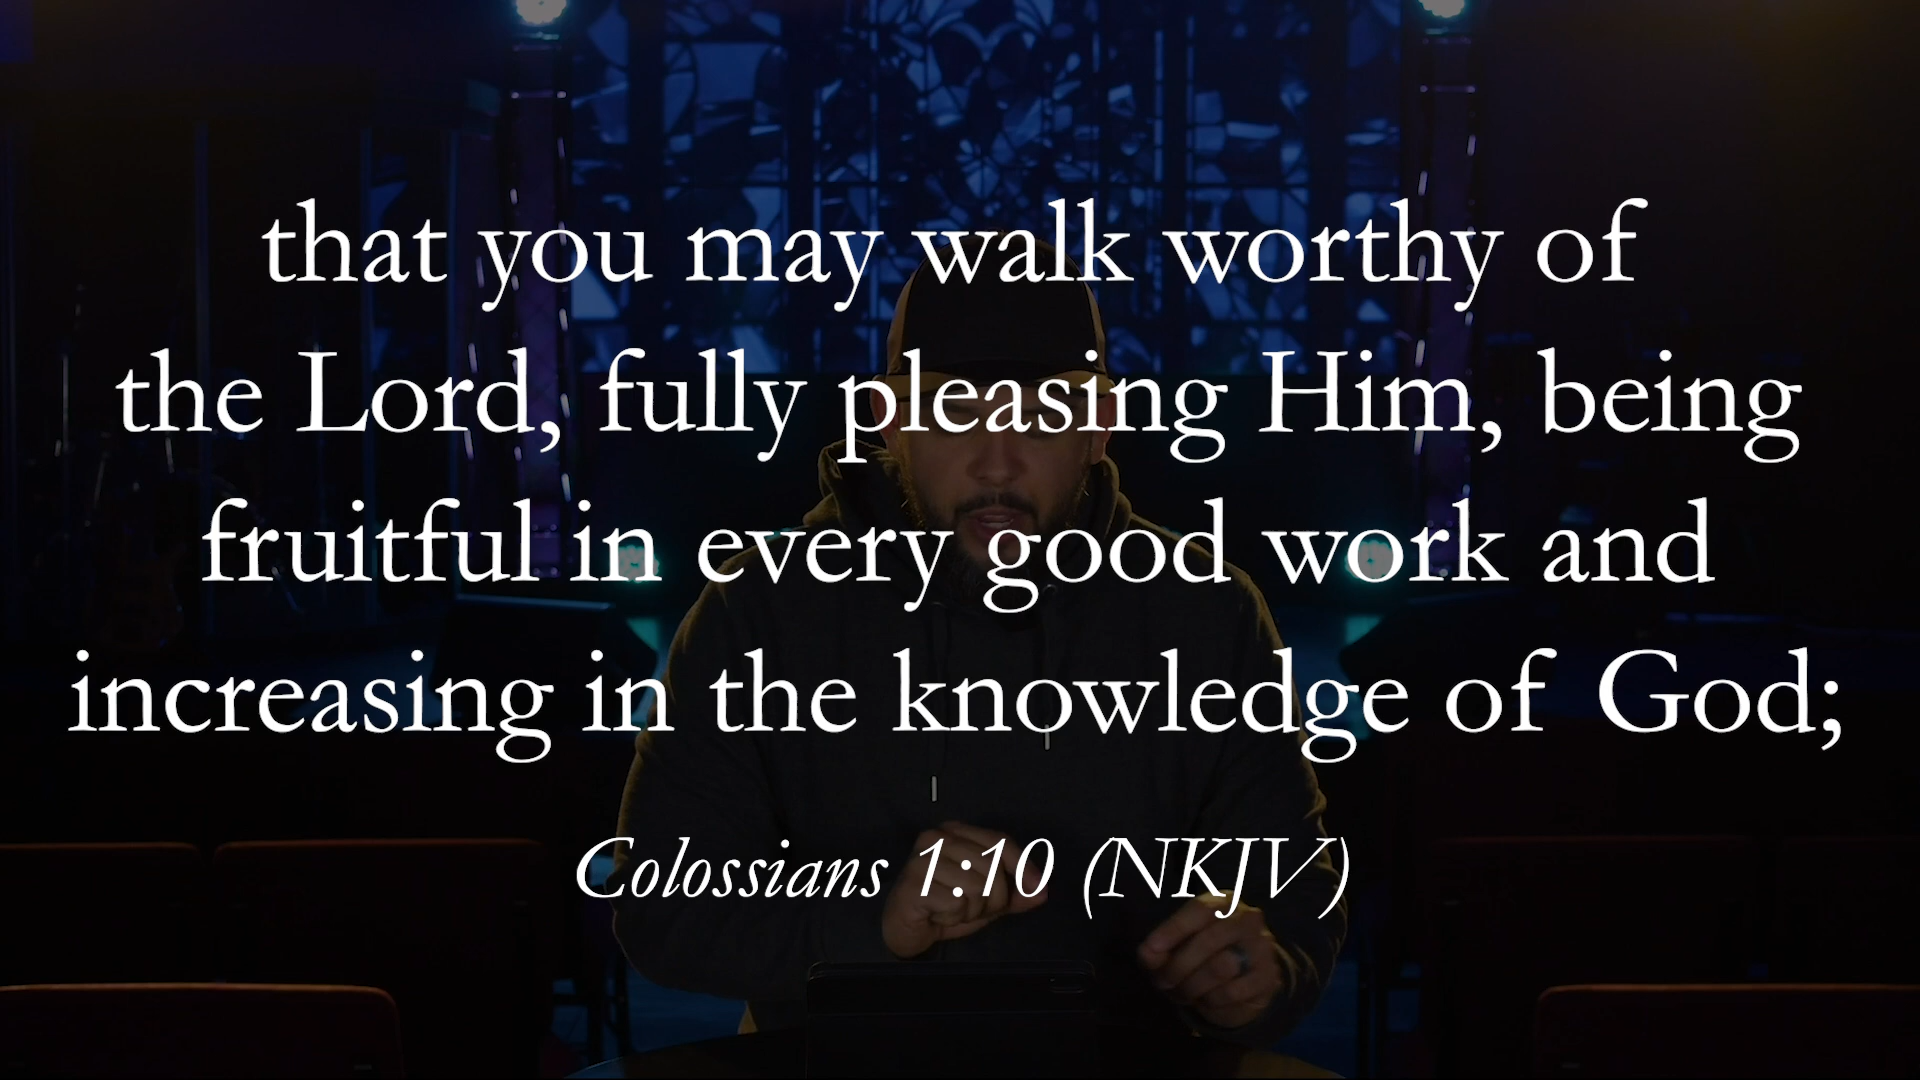 that you may walk worthy of
the Lord, fully pleasing Him, being
fruitful in every good work and
increasing in the knowledge of God;
Colossians 1:10 (NKJV)